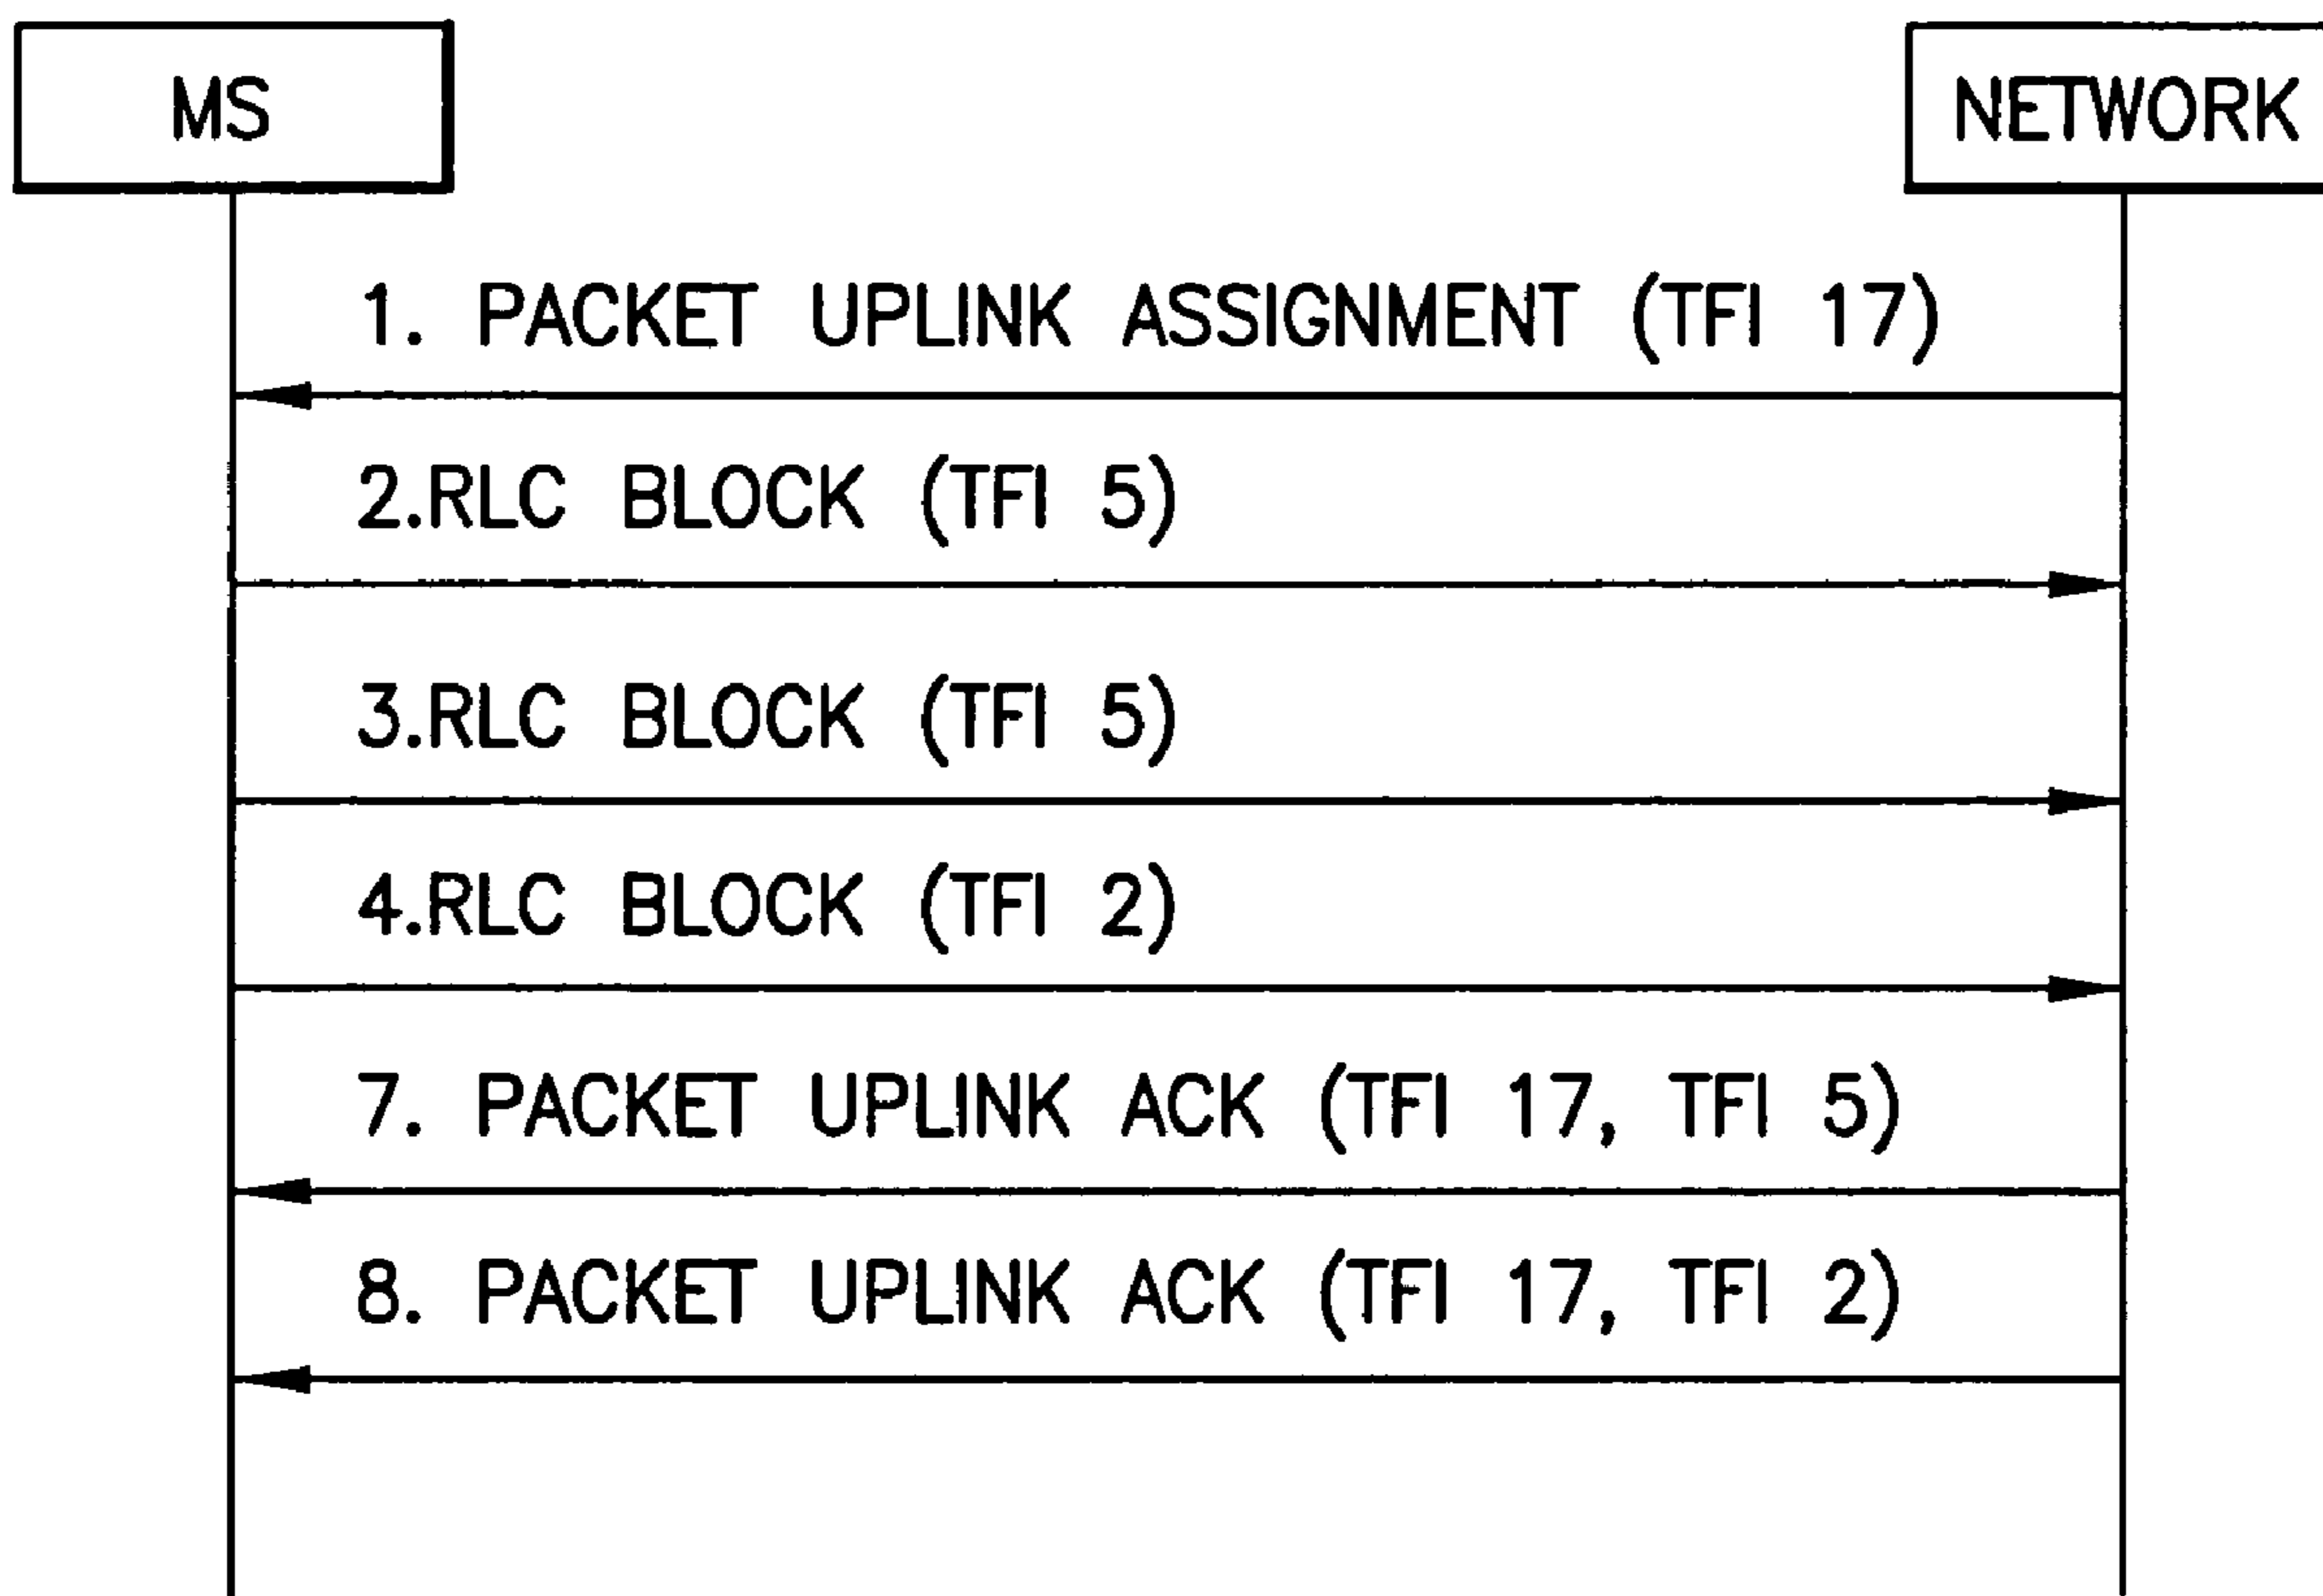 MS
NETWORK
1. PACKET UPLINK ASSIGNMENT (TFI 17)
2.RLC BLOCK (TFI 5)
3.RLC BLOCK (TFI 5)
4.RLC BLOCK (TFI 2)
7. PACKET UPLINK ACK (TFI 17, TFI 5)
8. PACKET UPLINK ACK (TFI 17, TFI 2)